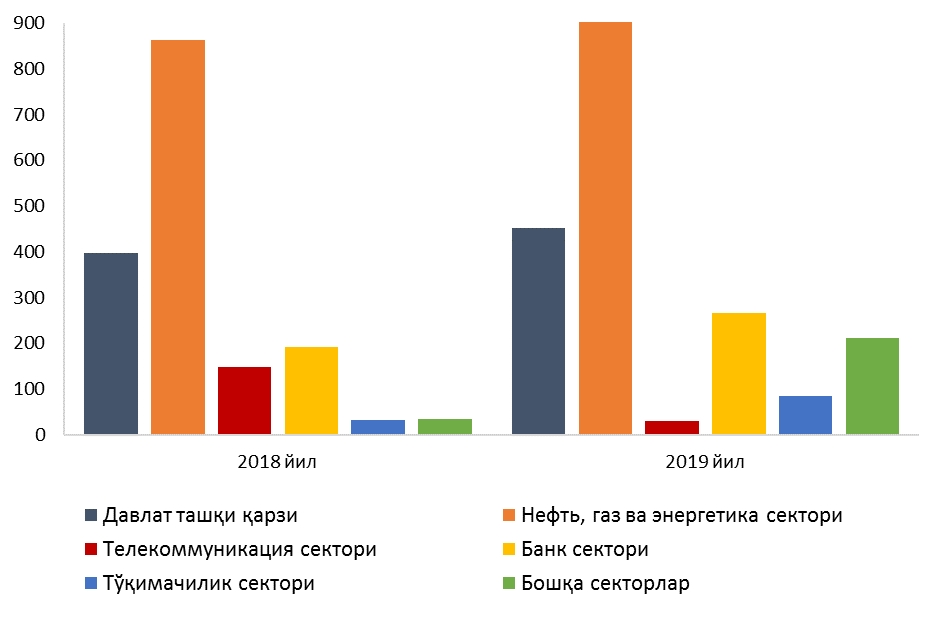 900
800
700
600
500
400
300
200
100
0
2018 йил 2019 йил
Давлат ташқи қарзи Нефть, газ ва энергетика сектори
Телекоммуникация сектори Банк сектори
Тўқимачилик сектори Бошқа секторлар